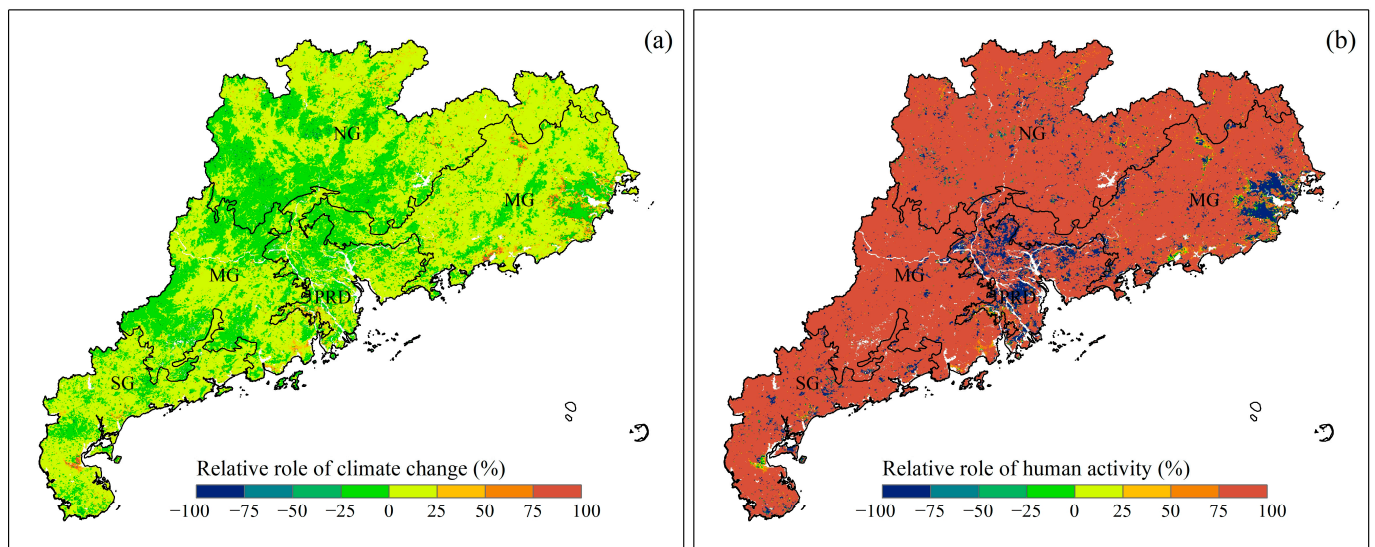 (a)
NG
MG
MG
PRD
SG
Relative role of climate change (%)
−100 −75 −50 −25 0 25 50 75 100
(b)
NG
MG
MG
PRD
SG
Relative role of human activity (%)
−100 −75 −50 −25 0 25 50 75 100